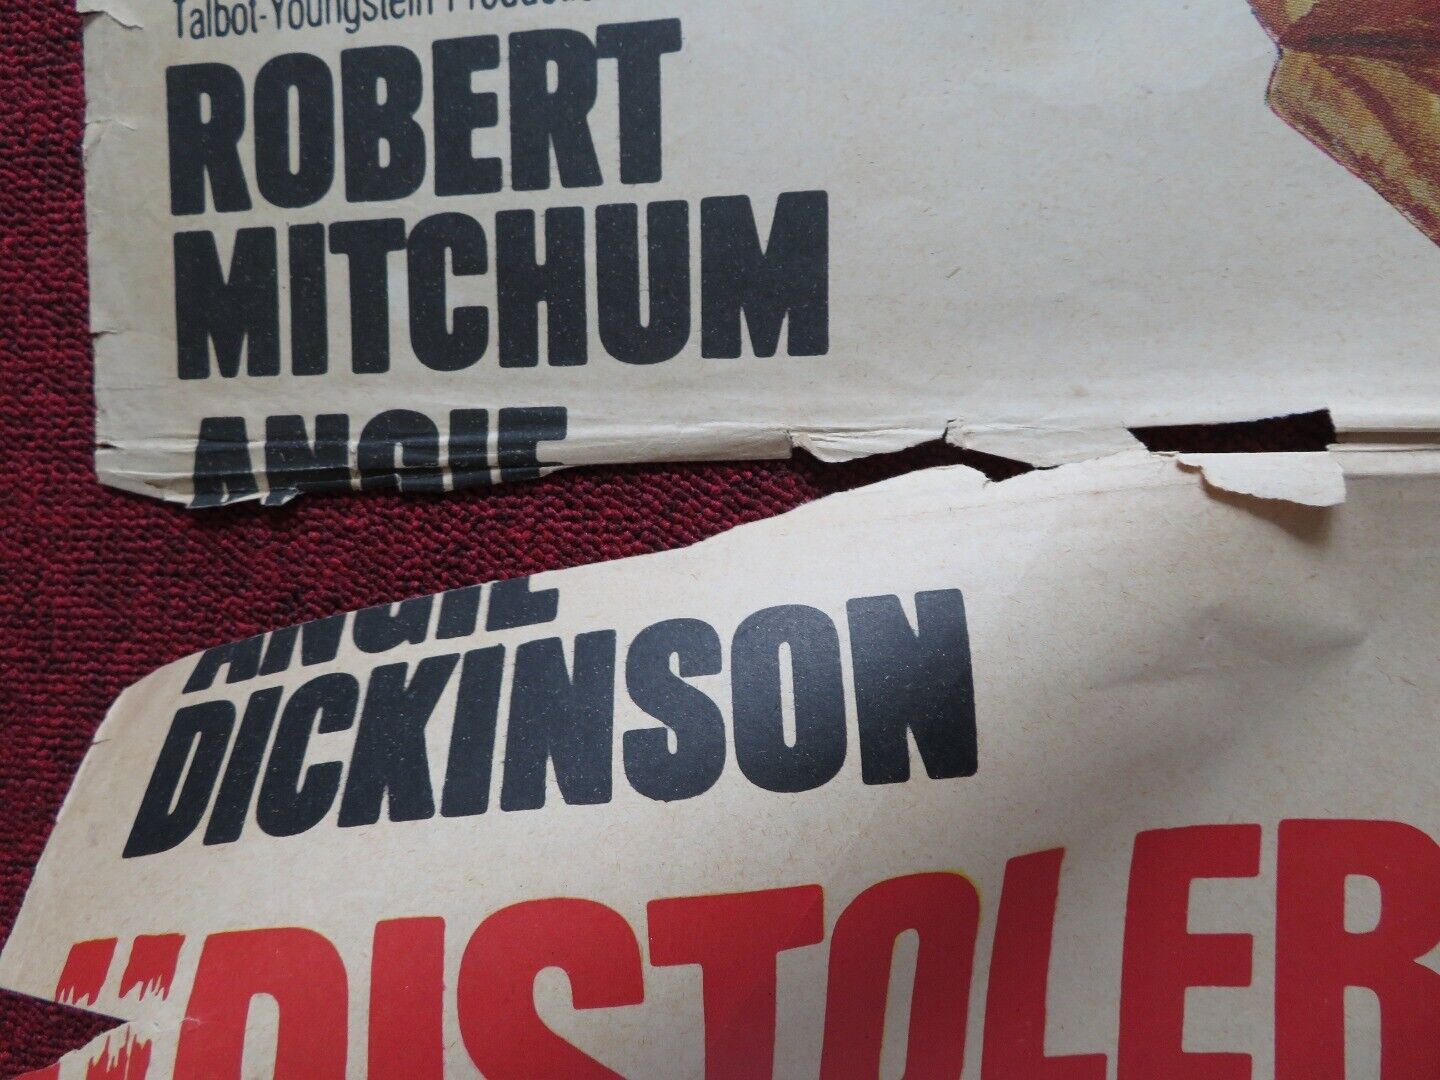 Talbot-Youngstein
ROBERT
MITCHUM
ANGIE
ANGIE
DICKINSON
"PISTOLER